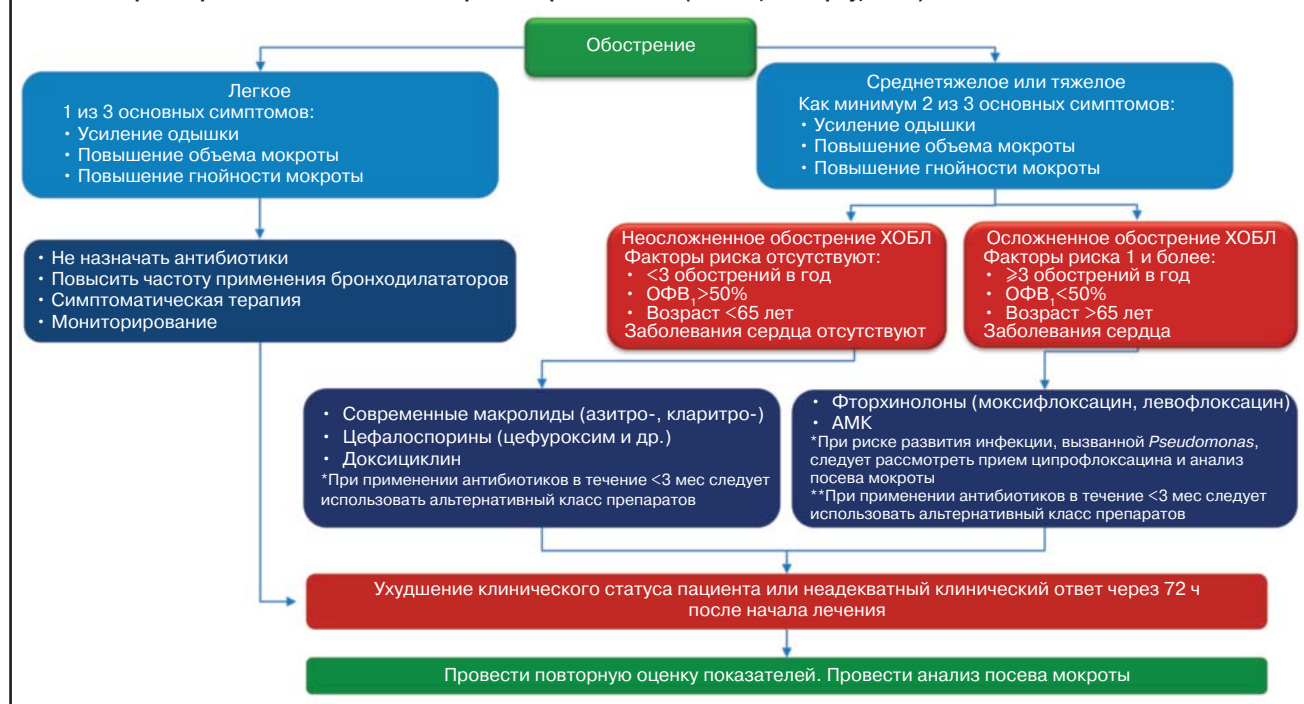 Обострение
Легкое
1 из 3 основных симптомов:
• Усиление одышки
• Повышение объема мокроты
• Повышение гнойности мокроты
Среднетяжелое или тяжелое
Как минимум 2 из 3 основных симптомов:
• Усиление одышки
• Повышение объема мокроты
• Повышение гнойности мокроты
• Не назначать антибиотики
• Повысить частоту применения бронходилататоров
• Симптоматическая терапия
• Мониторирование
Неосложненное обострение ХОБЛ
Факторы риска отсутствуют:
• <3 обострений в год
• ОФВ₁>50%
• Возраст <65 лет
Заболевания сердца отсутствуют
Осложненное обострение ХОБЛ
Факторы риска 1 и более:
• ⩾3 обострений в год
• ОФВ₁<50%
• Возраст >65 лет
Заболевания сердца
• Современные макролиды (азитро-, кларитро-)
• Цефалоспорины (цефуроксим и др.)
• Доксициклин
*При применении антибиотиков в течение <3 мес следует
использовать альтернативный класс препаратов
• Фторхинолоны (моксифлоксацин, левофлоксацин)
• АМК
*При риске развития инфекции, вызванной Pseudomonas,
следует рассмотреть прием ципрофлоксацина и анализ
посева мокроты
**При применении антибиотиков в течение <3 мес следует
использовать альтернативный класс препаратов
Ухудшение клинического статуса пациента или неадекватный клинический ответ через 72 ч
после начала лечения
Провести повторную оценку показателей. Провести анализ посева мокроты